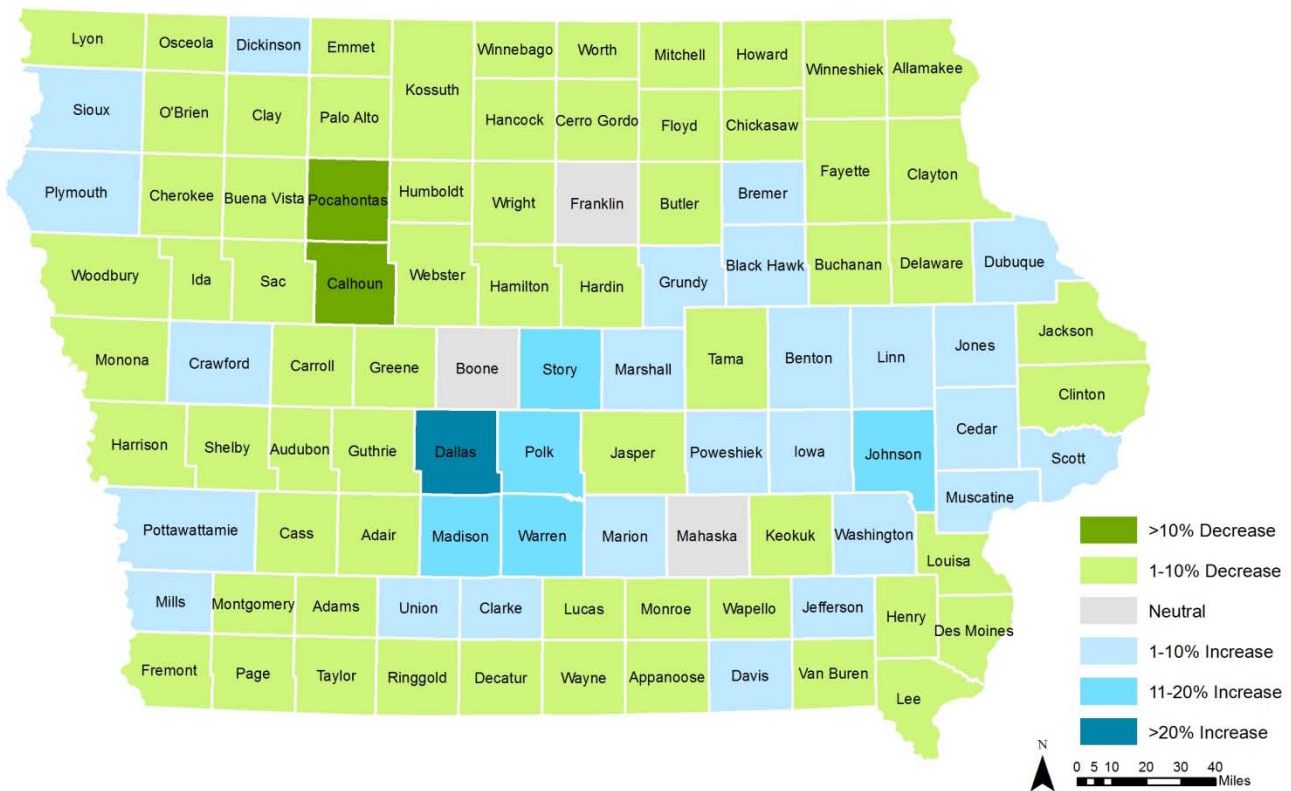 Lyon
Osceola
Dickinson
Emmet
Kossuth
Winnebago
Worth
Mitchell
Howard
Winneshiek
Allamakee
Sioux
O'Brien
Clay
Palo Alto
Hancock
Cerro Gordo
Floyd
Chickasaw
Plymouth
Cherokee
Buena Vista
Pocahontas
Humboldt
Wright
Franklin
Butler
Bremer
Fayette
Clayton
Woodbury
Ida
Sac
Calhoun
Webster
Hamilton
Hardin
Grundy
Black Hawk
Buchanan
Delaware
Dubuque
Monona
Crawford
Carroll
Greene
Boone
Story
Marshall
Tama
Benton
Linn
Jones
Jackson
Clinton
Harrison
Shelby
Audubon
Guthrie
Dallas
Polk
Jasper
Poweshiek
Iowa
Johnson
Cedar
Scott
Muscatine
Pottawattamie
Cass
Adair
Madison
Warren
Marion
Mahaska
Keokuk
Washington
Louisa
Mills
Montgomery
Adams
Union
Clarke
Lucas
Monroe
Wapello
Jefferson
Henry
Des Moines
Fremont
Page
Taylor
Ringgold
Decatur
Wayne
Appanoose
Davis
Van Buren
Lee
>10% Decrease
1-10% Decrease
Neutral
1-10% Increase
11-20% Increase
>20% Increase
N
0 5 10 20 30 40
Miles